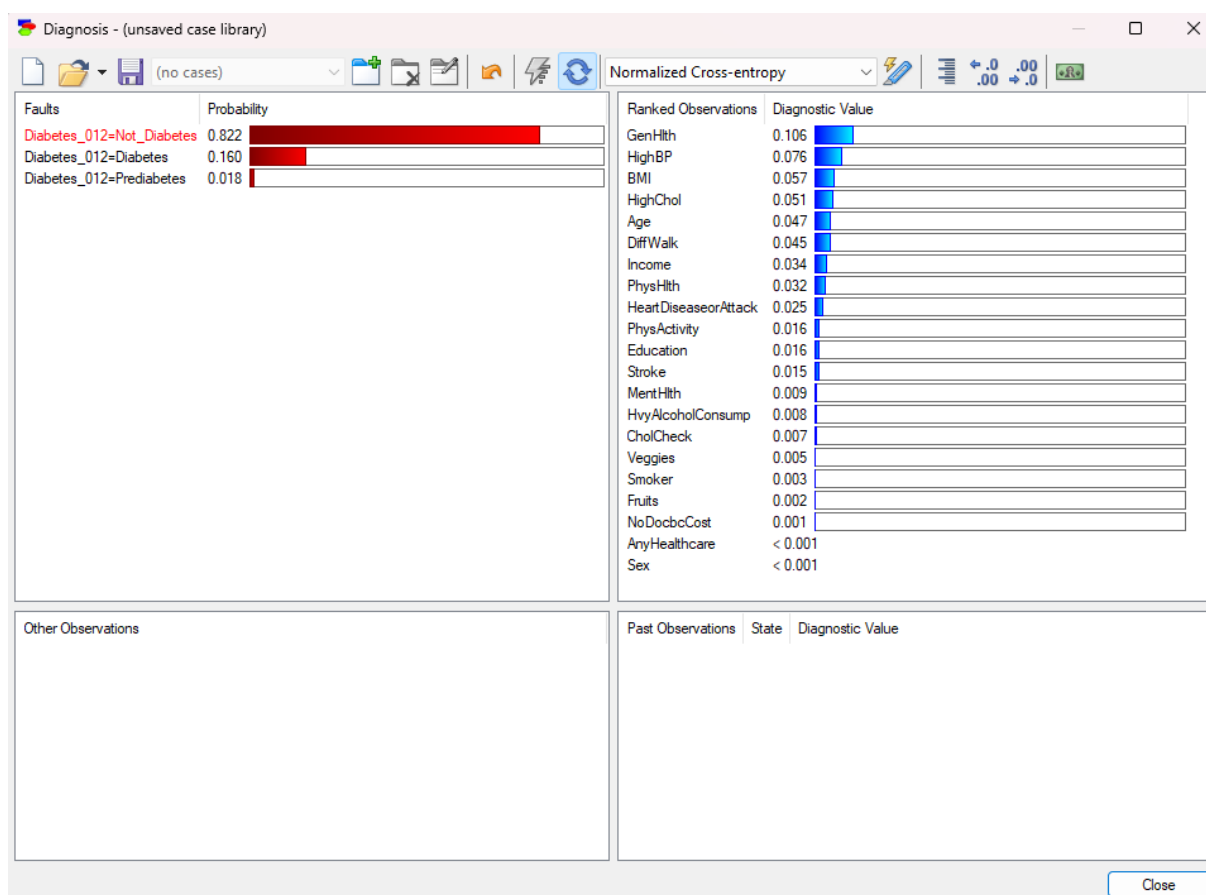 Diagnosis - (unsaved case library)
(no cases)
Normalized Cross-entropy
←.0 .00
.00 →.0
Faults Probability
Diabetes_012=Not_Diabetes 0.822
Diabetes_012=Diabetes 0.160
Diabetes_012=Prediabetes 0.018
Ranked Observations Diagnostic Value
GenHlth 0.106
HighBP 0.076
BMI 0.057
HighChol 0.051
Age 0.047
DiffWalk 0.045
Income 0.034
PhysHlth 0.032
HeartDiseaseorAttack 0.025
PhysActivity 0.016
Education 0.016
Stroke 0.015
MentHlth 0.009
HvyAlcoholConsump 0.008
CholCheck 0.007
Veggies 0.005
Smoker 0.003
Fruits 0.002
NoDocbcCost 0.001
AnyHealthcare < 0.001
Sex < 0.001
Other Observations
Past Observations State Diagnostic Value
Close